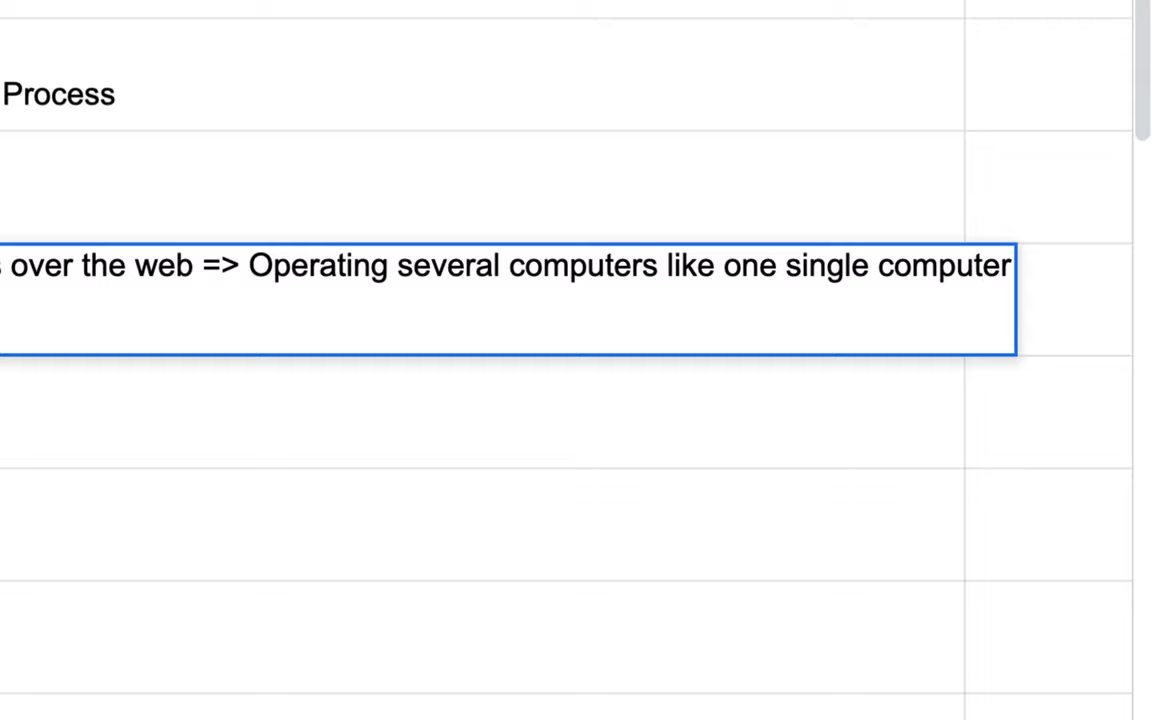 Process
over the web => Operating several computers like one single computer